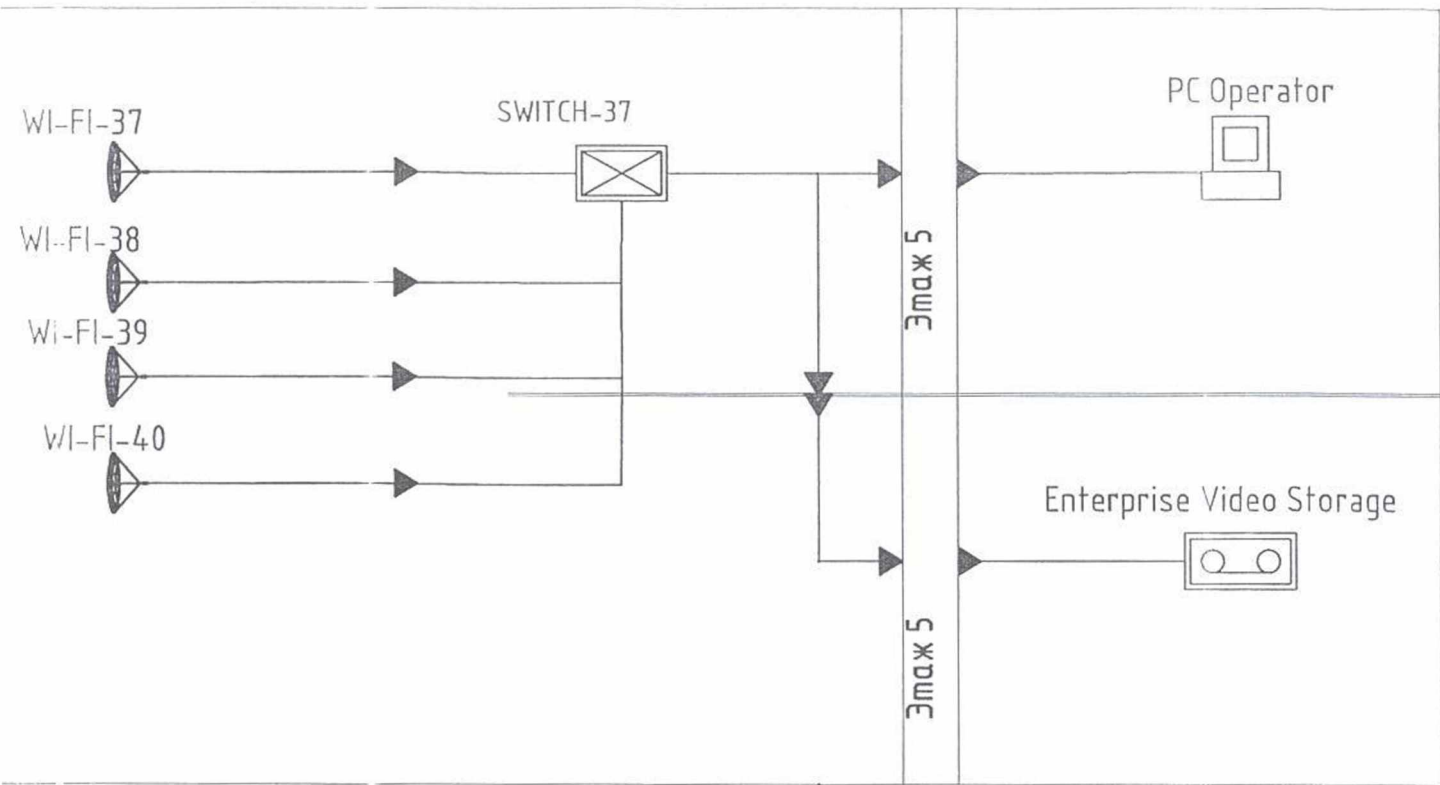 WI-FI-37
SWITCH-37
PC Operator
WI-FI-38
Этаж 5
Wi-FI-39
WI-FI-40
Enterprise Video Storage
Этаж 5